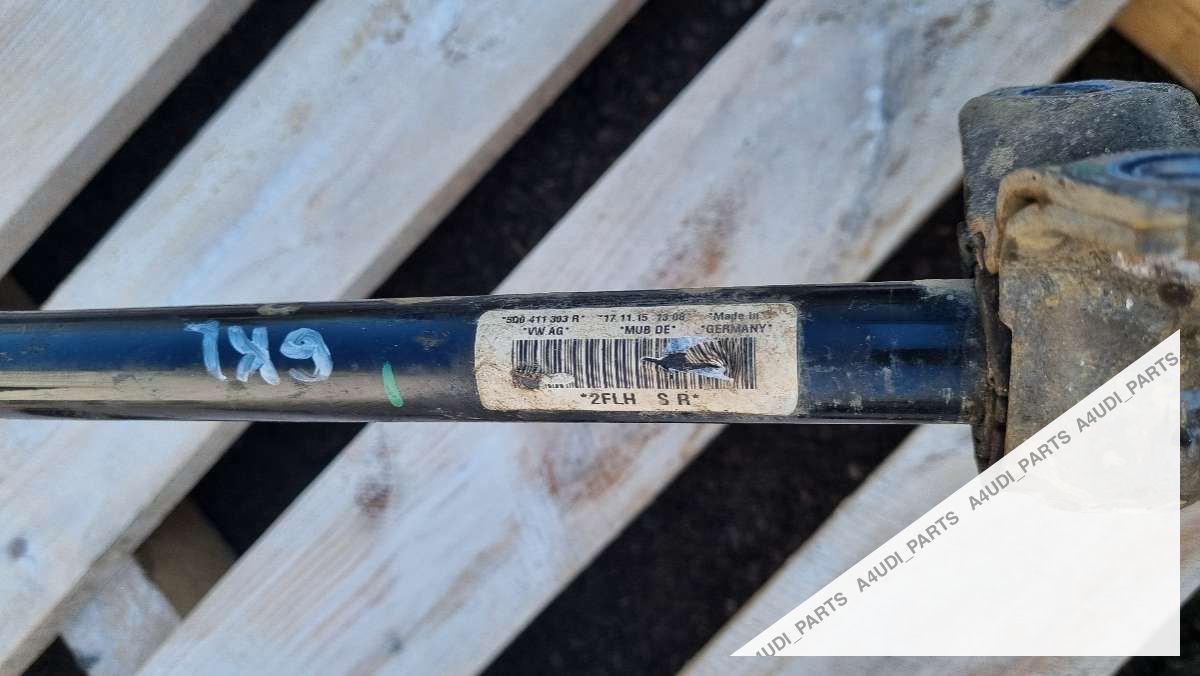 *5Q0 411 303 R* *17.11.15 13:08 *Made in
*VW AG* *MUB DE* *GERMANY*
*2FLH S R*
A4UDI_PARTS A4UDI_PARTS A4UDI_PARTS A4UDI_PARTS